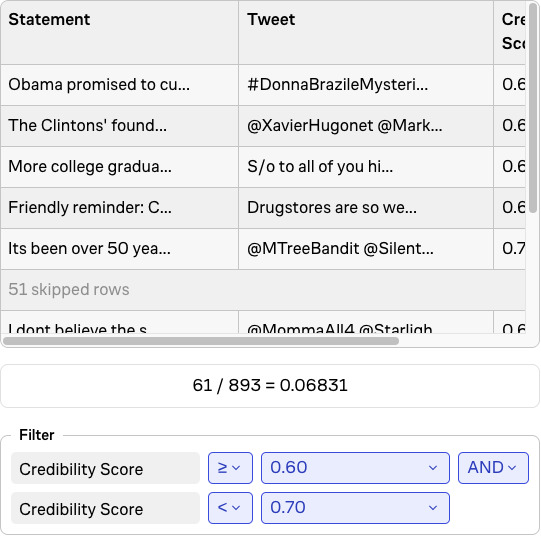 Statement Tweet Cre
Sco
Obama promised to cu... #DonnaBrazileMysteri... 0.6
The Clintons' found... @XavierHugonet @Mark... 0.6
More college gradua... S/o to all of you hi... 0.6
Friendly reminder: C... Drugstores are so we... 0.6
Its been over 50 yea... @MTreeBandit @Silent... 0.7
51 skipped rows
I dont believe the s @MommaAll4 @Starligh 0.6
61 / 893 = 0.06831
Filter
Credibility Score ≥ 0.60 AND
Credibility Score < 0.70